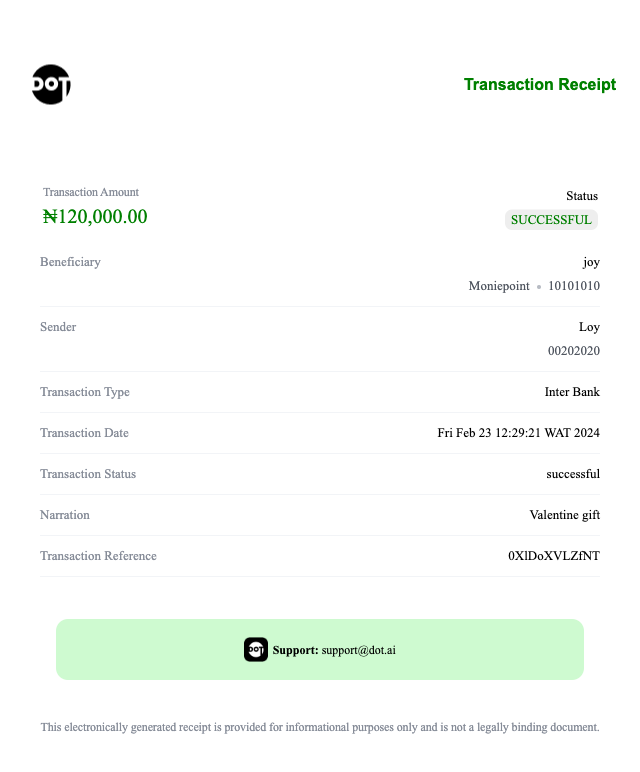 DOT
Transaction Receipt
Transaction Amount
₦120,000.00
Status
SUCCESSFUL
Beneficiary
joy
Moniepoint • 10101010
Sender
Loy
00202020
Transaction Type
Inter Bank
Transaction Date
Fri Feb 23 12:29:21 WAT 2024
Transaction Status
successful
Narration
Valentine gift
Transaction Reference
0XlDoXVLZfNT
DOT Support: support@dot.ai
This electronically generated receipt is provided for informational purposes only and is not a legally binding document.